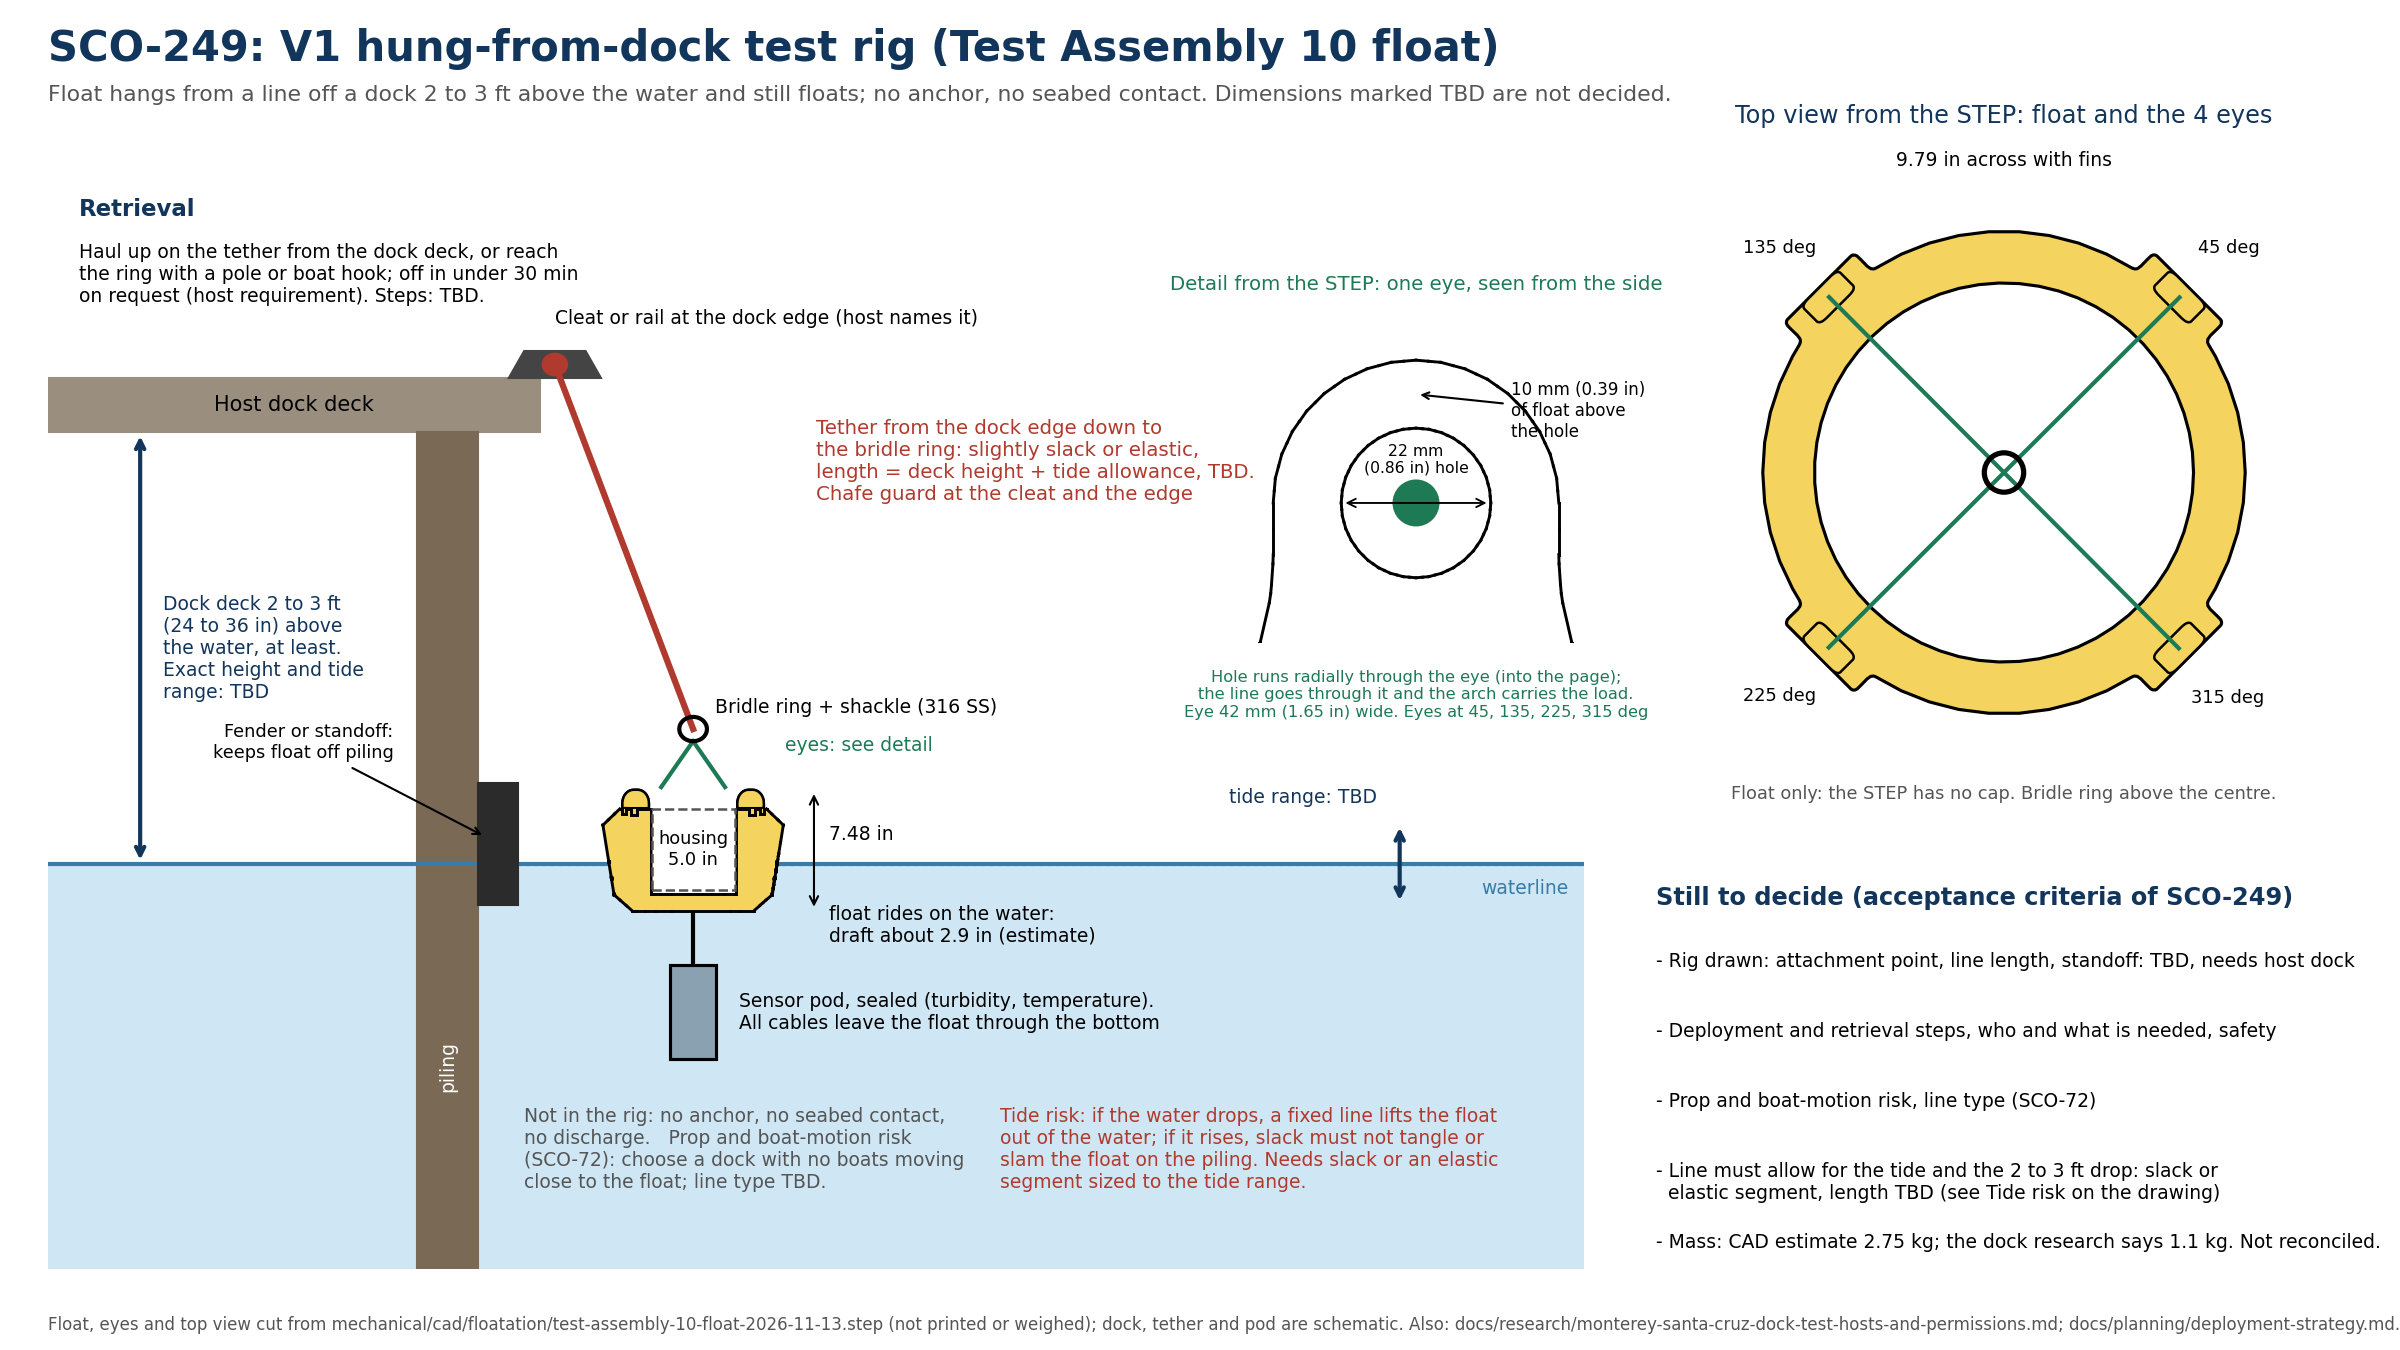 SCO-249: V1 hung-from-dock test rig (Test Assembly 10 float)
Float hangs from a line off a dock 2 to 3 ft above the water and still floats; no anchor, no seabed contact. Dimensions marked TBD are not decided.
Retrieval
Haul up on the tether from the dock deck, or reach
the ring with a pole or boat hook; off in under 30 min
on request (host requirement). Steps: TBD.
Cleat or rail at the dock edge (host names it)
Host dock deck
Tether from the dock edge down to
the bridle ring: slightly slack or elastic,
length = deck height + tide allowance, TBD.
Chafe guard at the cleat and the edge
Dock deck 2 to 3 ft
(24 to 36 in) above
the water, at least.
Exact height and tide
range: TBD
Fender or standoff:
keeps float off piling
Bridle ring + shackle (316 SS)
eyes: see detail
housing
5.0 in
7.48 in
float rides on the water:
draft about 2.9 in (estimate)
Sensor pod, sealed (turbidity, temperature).
All cables leave the float through the bottom
piling
tide range: TBD
waterline
Not in the rig: no anchor, no seabed contact,
no discharge.   Prop and boat-motion risk
(SCO-72): choose a dock with no boats moving
close to the float; line type TBD.
Tide risk: if the water drops, a fixed line lifts the float
out of the water; if it rises, slack must not tangle or
slam the float on the piling. Needs slack or an elastic
segment sized to the tide range.
Detail from the STEP: one eye, seen from the side
10 mm (0.39 in)
of float above
the hole
22 mm
(0.86 in) hole
Hole runs radially through the eye (into the page);
the line goes through it and the arch carries the load.
Eye 42 mm (1.65 in) wide. Eyes at 45, 135, 225, 315 deg
Top view from the STEP: float and the 4 eyes
9.79 in across with fins
135 deg
45 deg
225 deg
315 deg
Float only: the STEP has no cap. Bridle ring above the centre.
Still to decide (acceptance criteria of SCO-249)
- Rig drawn: attachment point, line length, standoff: TBD, needs host dock
- Deployment and retrieval steps, who and what is needed, safety
- Prop and boat-motion risk, line type (SCO-72)
- Line must allow for the tide and the 2 to 3 ft drop: slack or
elastic segment, length TBD (see Tide risk on the drawing)
- Mass: CAD estimate 2.75 kg; the dock research says 1.1 kg. Not reconciled.
Float, eyes and top view cut from mechanical/cad/floatation/test-assembly-10-float-2026-11-13.step (not printed or weighed); dock, tether and pod are schematic. Also: docs/research/monterey-santa-cruz-dock-test-hosts-and-permissions.md; docs/planning/deployment-strategy.md.